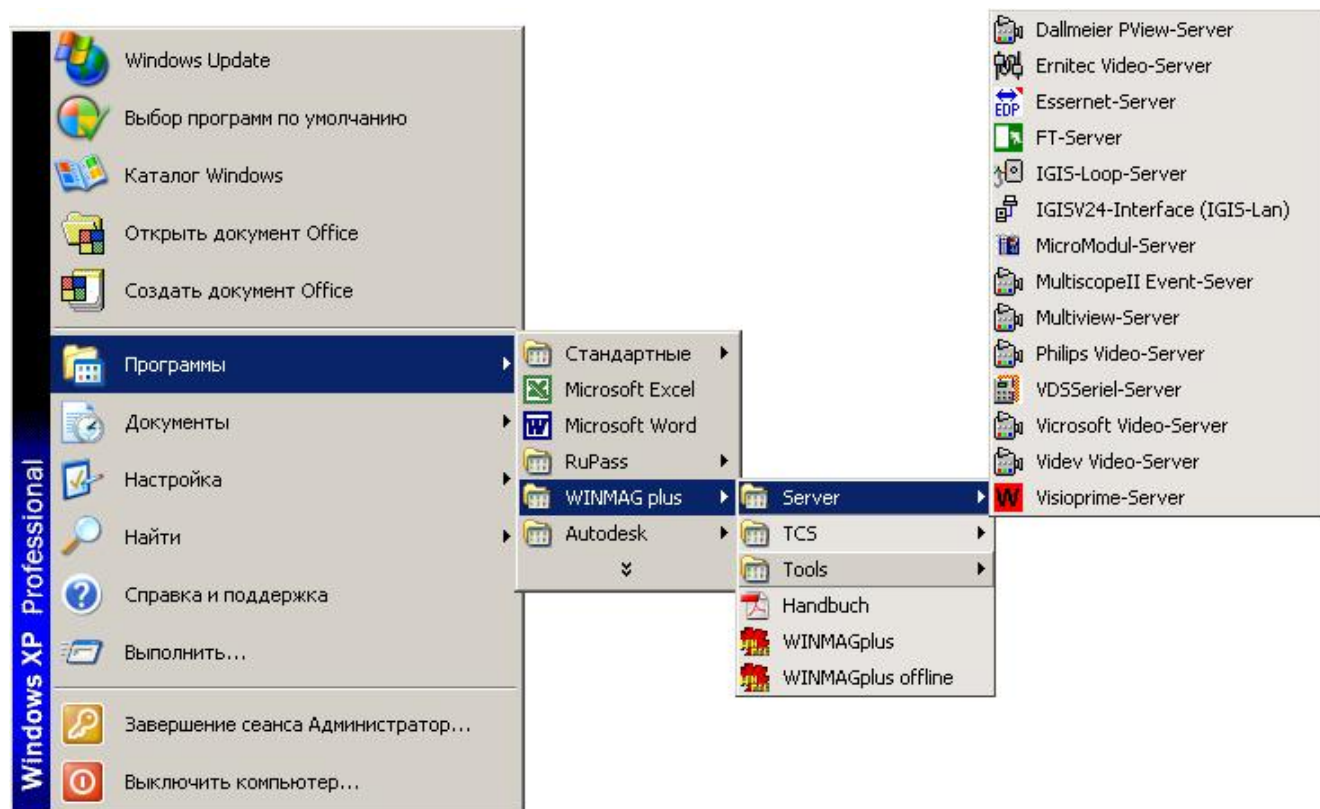 Windows XP Professional
Windows Update
Выбор программ по умолчанию
Каталог Windows
Открыть документ Office
Создать документ Office
Программы
Документы
Настройка
Найти
Справка и поддержка
Выполнить...
Завершение сеанса Администратор...
Выключить компьютер...
Стандартные
Microsoft Excel
Microsoft Word
RuPass
WINMAG plus
Autodesk
Server
TCS
Tools
Handbuch
WINMAGplus
WINMAGplus offline
Dallmeier PView-Server
Ernitec Video-Server
EDP
Essernet-Server
FT-Server
IGIS-Loop-Server
IGISV24-Interface (IGIS-Lan)
MicroModul-Server
MultiscopeII Event-Sever
Multiview-Server
Philips Video-Server
VDSSeriel-Server
Vicrosoft Video-Server
Videv Video-Server
Visioprime-Server